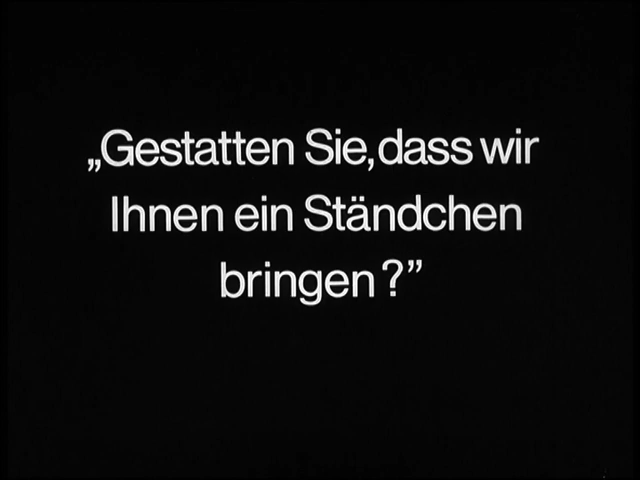 „Gestatten Sie, dass wir
Ihnen ein Ständchen
bringen?”